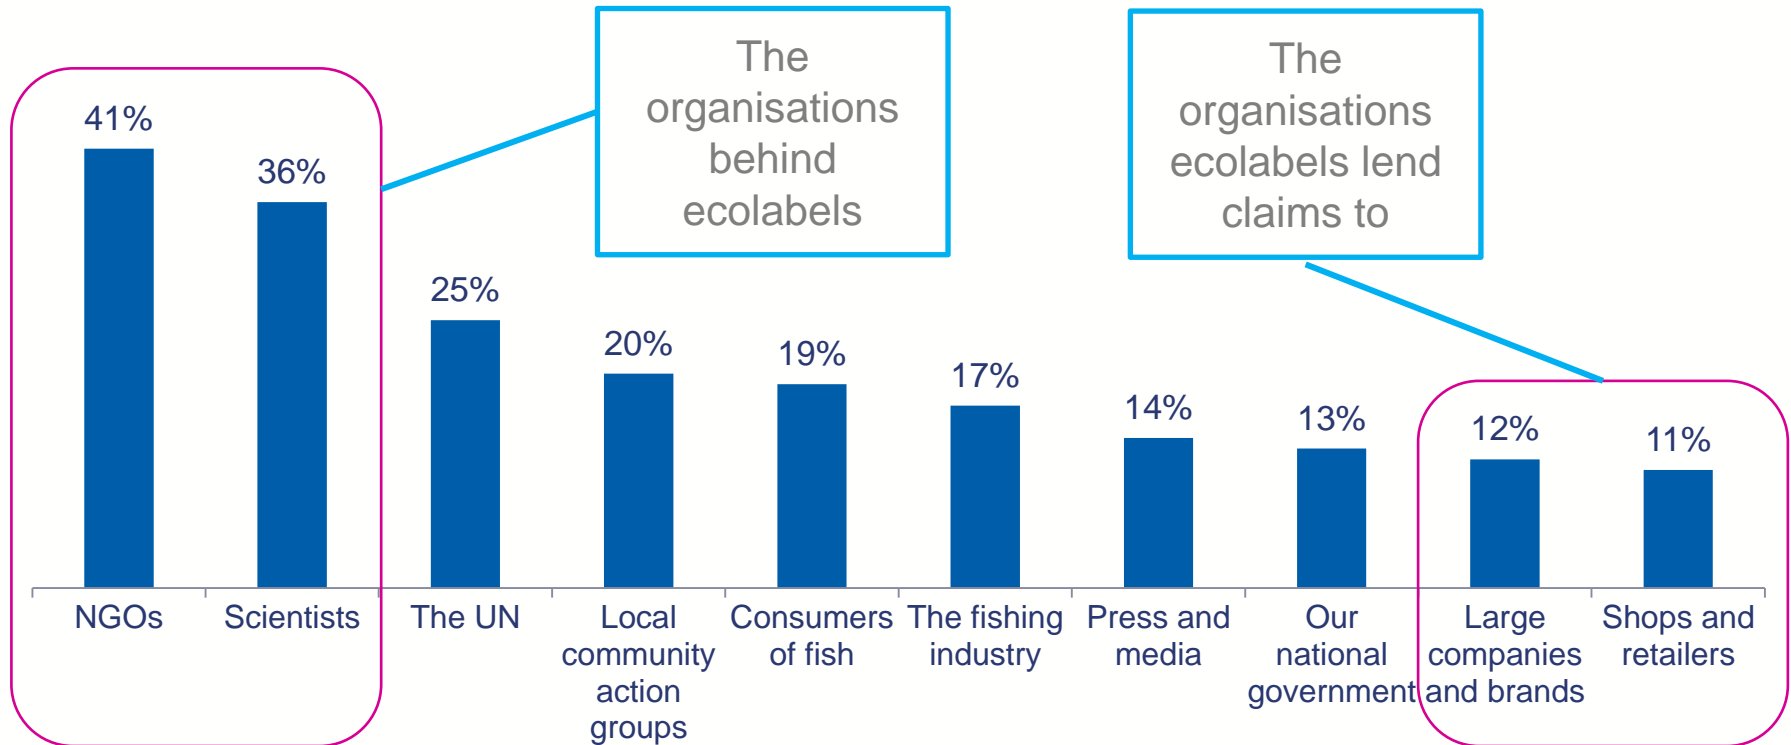 The
organisations
behind
ecolabels
The
organisations
ecolabels lend
claims to
41%
36%
25%
20%
19%
17%
14%
13%
12%
11%
NGOs
Scientists
The UN
Local
community
action
groups
Consumers
of fish
The fishing
industry
Press and
media
Our
national
government
Large
companies
and brands
Shops and
retailers